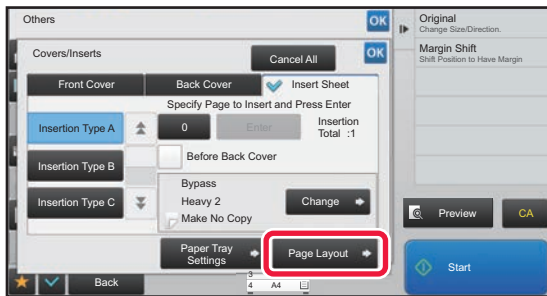 Others
OK
Original
Change Size/Direction.
Covers/Inserts
Cancel All
OK
Margin Shift
Shift Position to Have Margin
Front Cover
Back Cover
Insert Sheet
Specify Page to Insert and Press Enter
Insertion Type A
0
Enter
Insertion
Total :1
Before Back Cover
Insertion Type B
Bypass
Heavy 2
Make No Copy
Change
Insertion Type C
Preview
CA
Paper Tray
Settings
Page Layout
Start
Back
3
4
A4